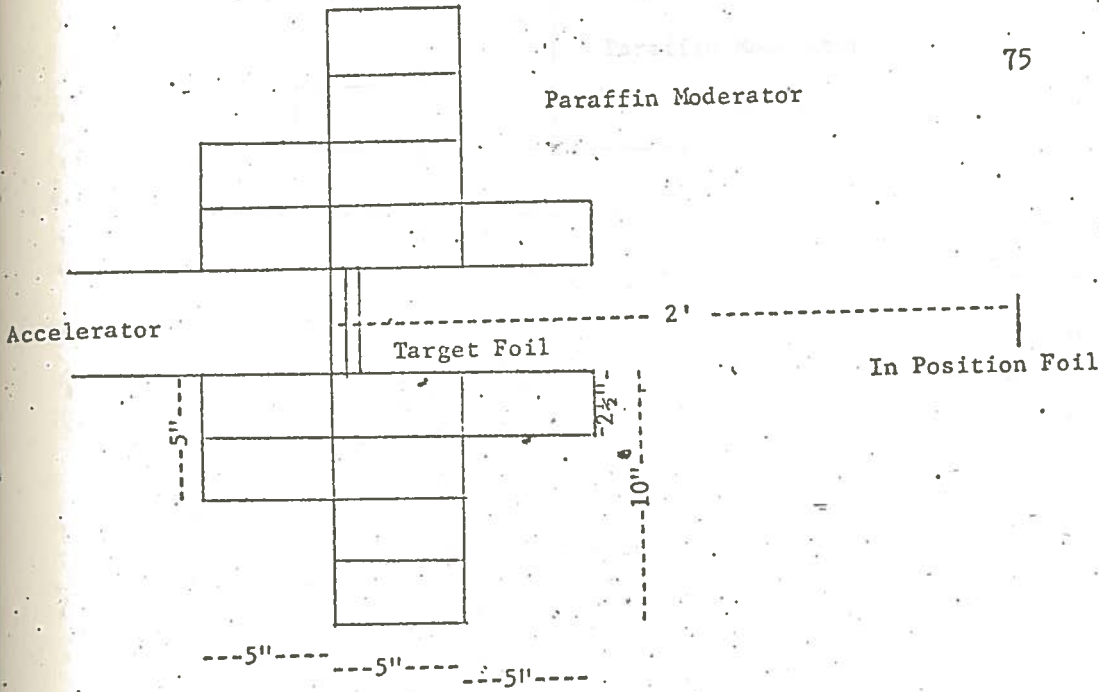 75
Paraffin Moderator
2'
Accelerator
Target Foil
In Position Foil
5"
2½"
10"
5"
5"
5"